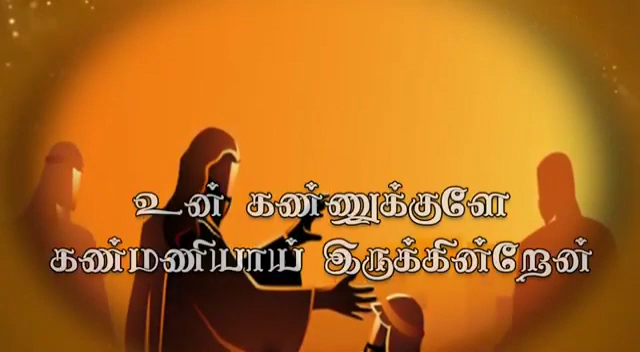 உன் கண்ணுக்குளே
கண்மணியாய் இருக்கின்றேன்